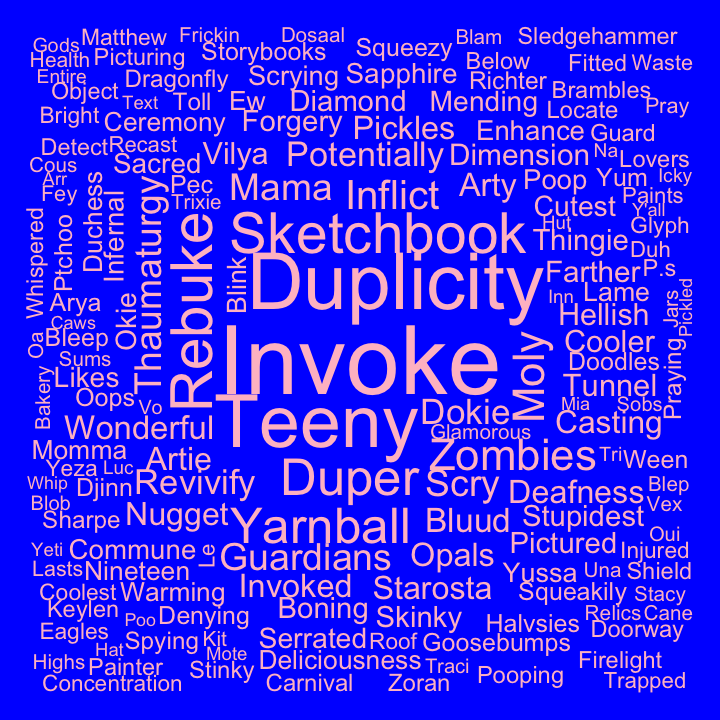 Gods
Matthew
Frickin
Dosaal
Blam
Sledgehammer
Health
Picturing
Storybooks
Squeezy
Below
Fitted
Waste
Entire
Object
Dragonfly
Scrying
Sapphire
Richter
Brambles
Text
Toll
Ew
Diamond
Mending
Locate
Pray
Bright
Ceremony
Forgery
Pickles
Enhance
Guard
Detect
Recast
Vilya
Potentially
Dimension
Na
Lovers
Cous
Sacred
Arr
Fey
Pec
Trixie
Mama
Inflict
Arty
Poop
Yum
Icky
Paints
Cutest
Y'all
Hut
Glyph
Whispered
Ptchoo
Duchess
Infernal
Thaumaturgy
Rebuke
Sketchbook
Thingie
Duh
Blink
Duplicity
Farther
P.s
Inn
Lame
Jars
Pickled
Arya
Okie
Hellish
Caws
Oa
Bleep
Invoke
Moly
Cooler
Sums
Doodles
Praying
Likes
Tunnel
Bakery
Oops
Vo
Teeny
Dokie
Mia
Sobs
Wonderful
Glamorous
Casting
Momma
Artie
Zombies
Tri
Ween
Yeza
Luc
Whip
Djinn
Revivify
Duper
Scry
Deafness
Blep
Blob
Vex
Sharpe
Nugget
Yarnball
Bluud
Stupidest
Oui
Yeti
Commune
Le
Guardians
Opals
Pictured
Injured
Lasts
Nineteen
Yussa
Una
Shield
Coolest
Warming
Invoked
Starosta
Squeakily
Stacy
Keylen
Poo
Denying
Boning
Skinky
Halvsies
Relics
Cane
Eagles
Spying
Kit
Serrated
Roof
Goosebumps
Doorway
Hat
Mote
Highs
Painter
Stinky
Deliciousness
Traci
Pooping
Firelight
Concentration
Carnival
Zoran
Trapped